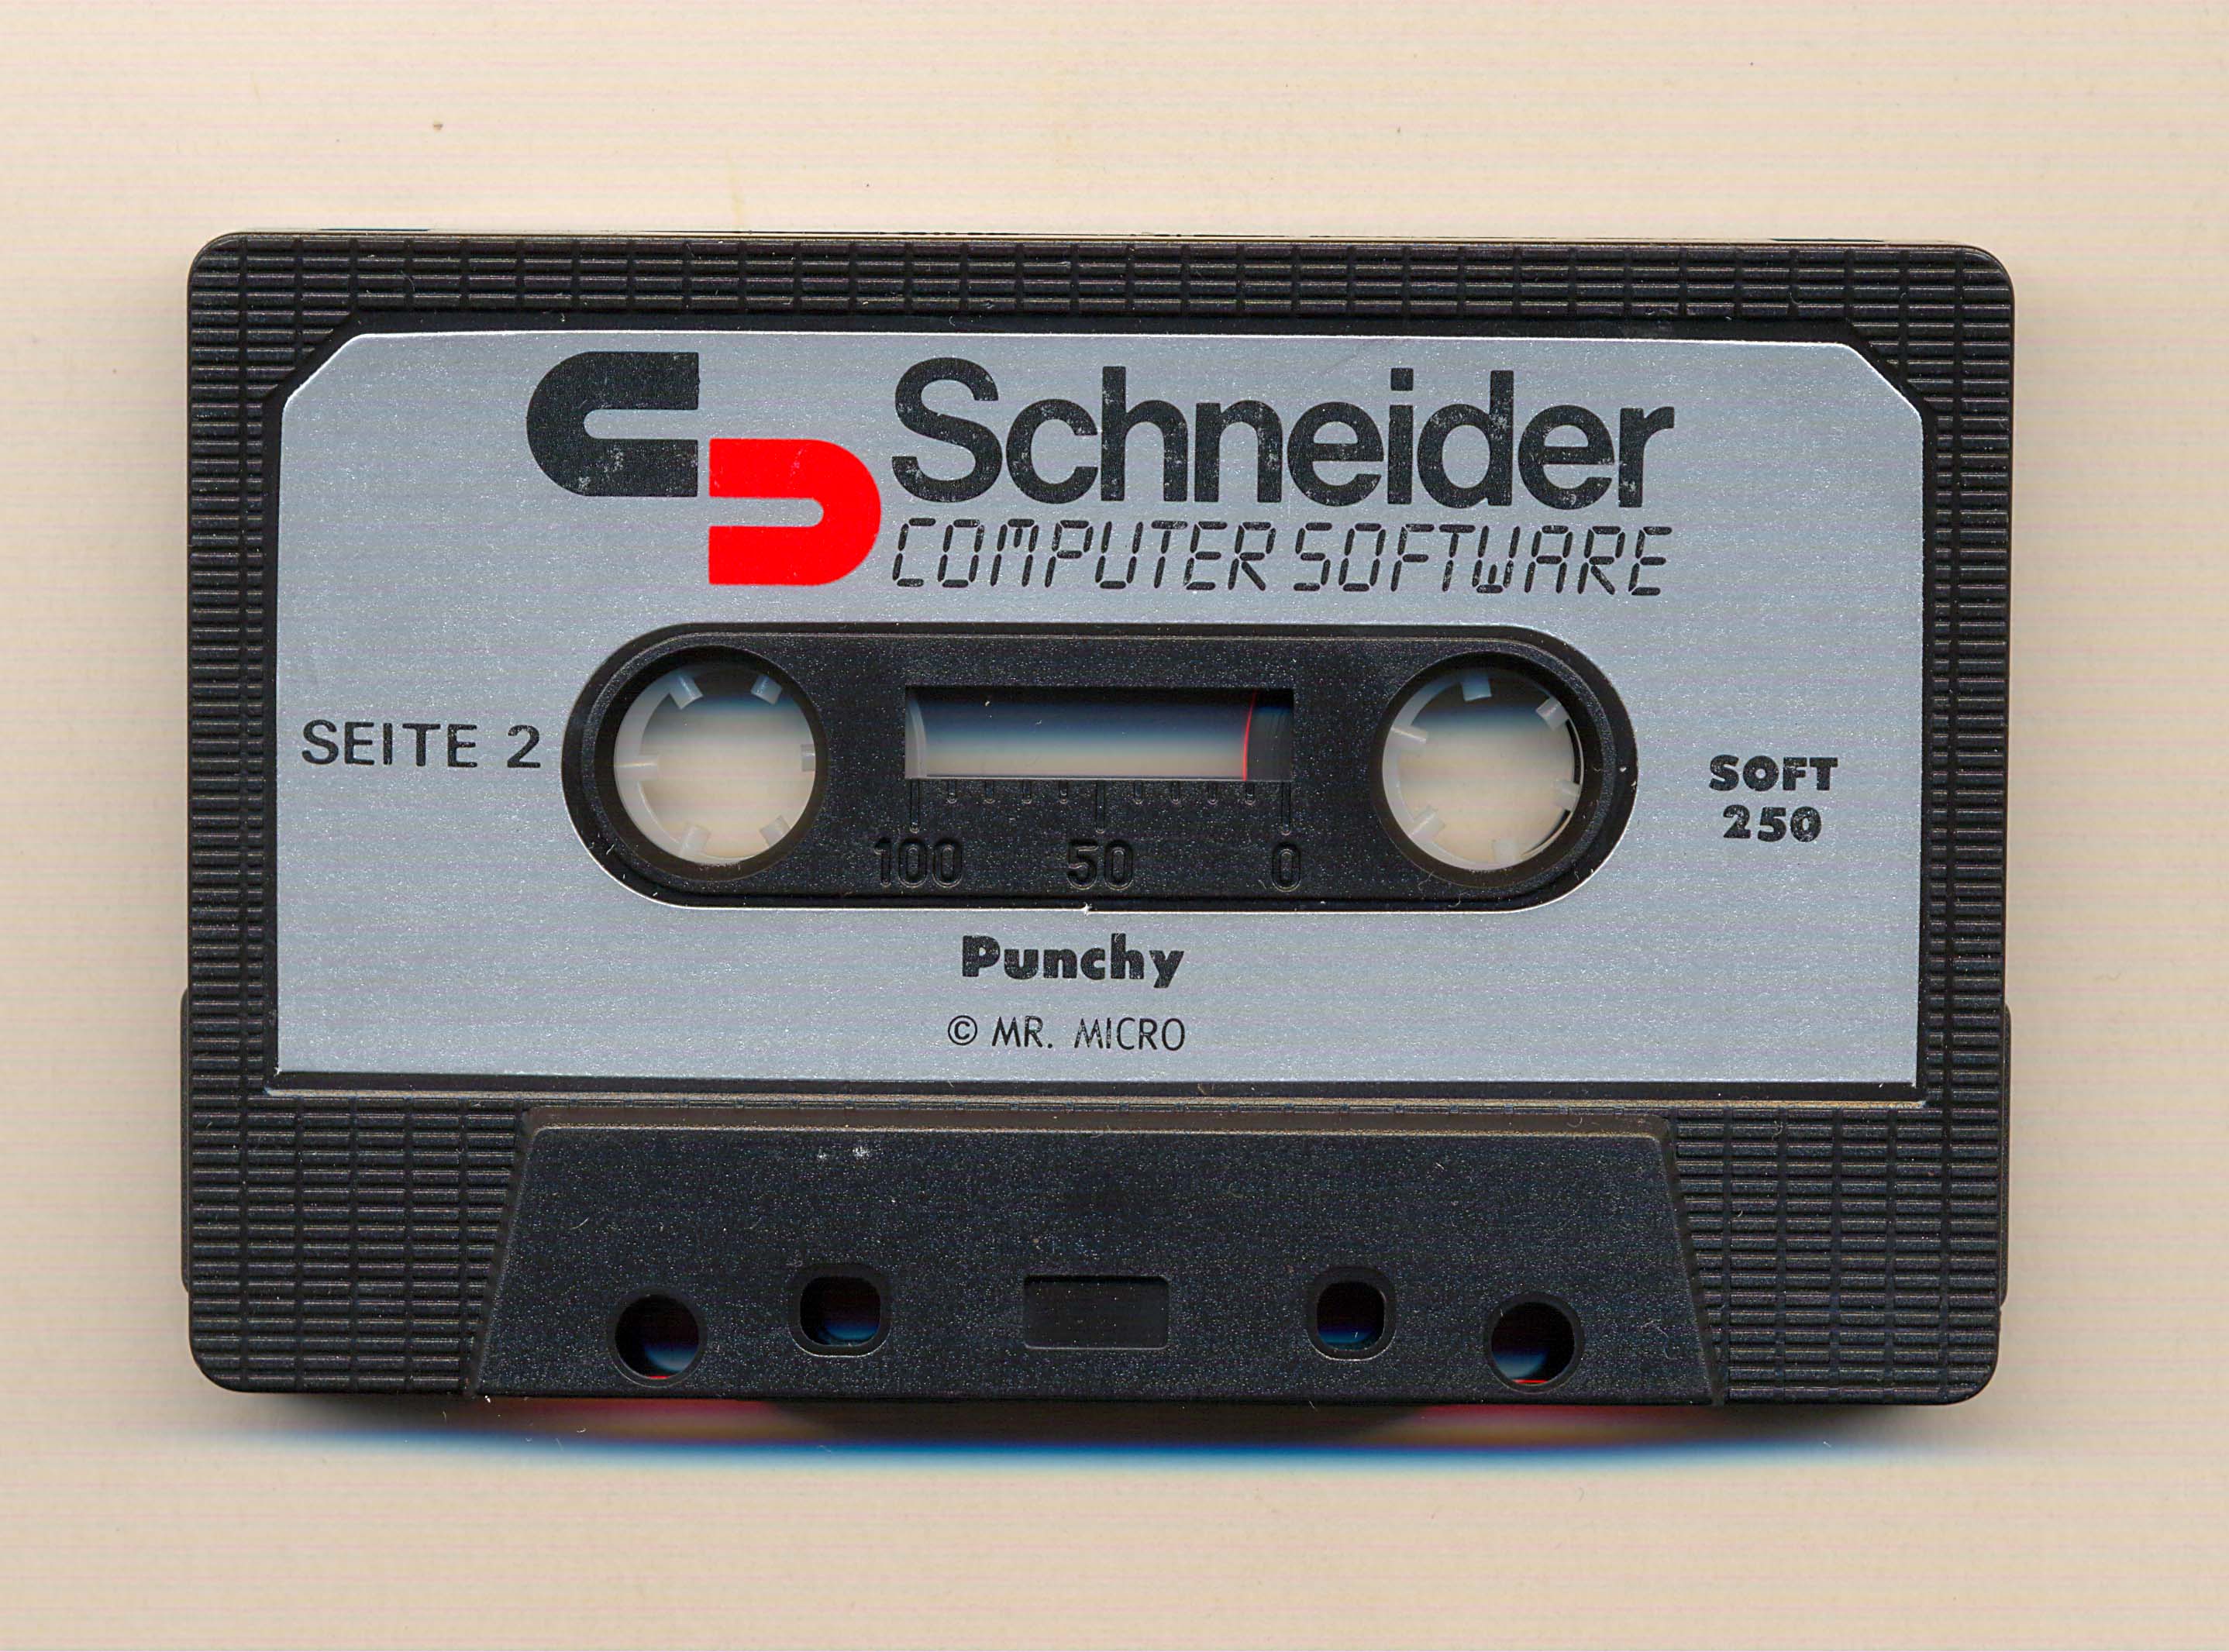 Schneider
COMPUTER SOFTWARE
SEITE 2
SOFT
250
100 50 0
Punchy
© MR. MICRO